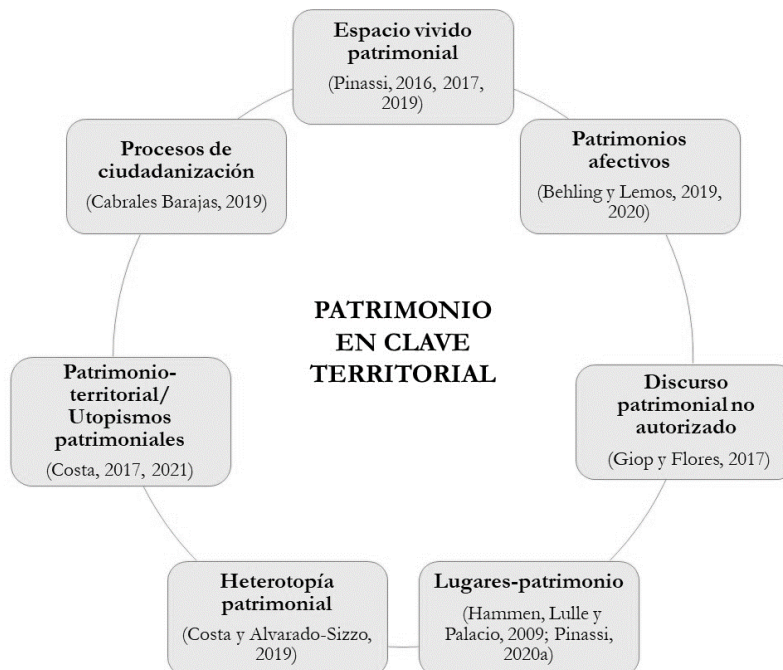 Espacio vivido
patrimonial
(Pinassi, 2016, 2017,
2019)
Patrimonios
afectivos
(Behling y Lemos, 2019,
2020)
Discurso
patrimonial no
autorizado
(Giop y Flores, 2017)
Lugares-patrimonio
(Hammen, Lulle y
Palacio, 2009; Pinassi,
2020a)
Heterotopía
patrimonial
(Costa y Alvarado-Sizzo,
2019)
Patrimonio-
territorial/
Utopismos
patrimoniales
(Costa, 2017, 2021)
Procesos de
ciudadanización
(Cabrales Barajas, 2019)
PATRIMONIO
EN CLAVE
TERRITORIAL